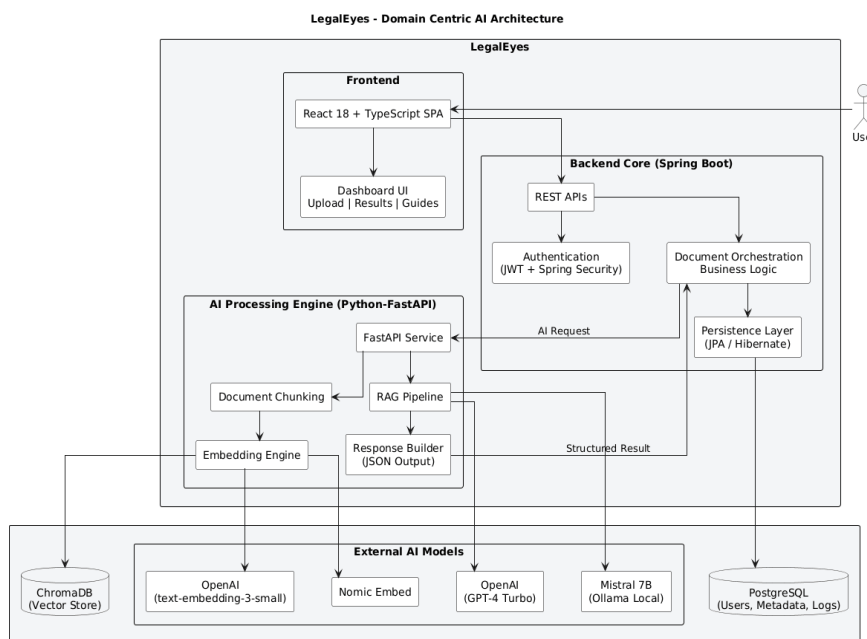 LegalEyes - Domain Centric AI Architecture
LegalEyes
Frontend
React 18 + TypeScript SPA
Dashboard UI
Upload | Results | Guides
Backend Core (Spring Boot)
REST APIs
Authentication
(JWT + Spring Security)
Document Orchestration
Business Logic
Persistence Layer
(JPA / Hibernate)
AI Processing Engine (Python-FastAPI)
FastAPI Service
AI Request
Document Chunking
RAG Pipeline
Embedding Engine
Response Builder
(JSON Output)
Structured Result
External AI Models
ChromaDB
(Vector Store)
OpenAI
(text-embedding-3-small)
Nomic Embed
OpenAI
(GPT-4 Turbo)
Mistral 7B
(Ollama Local)
PostgreSQL
(Users, Metadata, Logs)